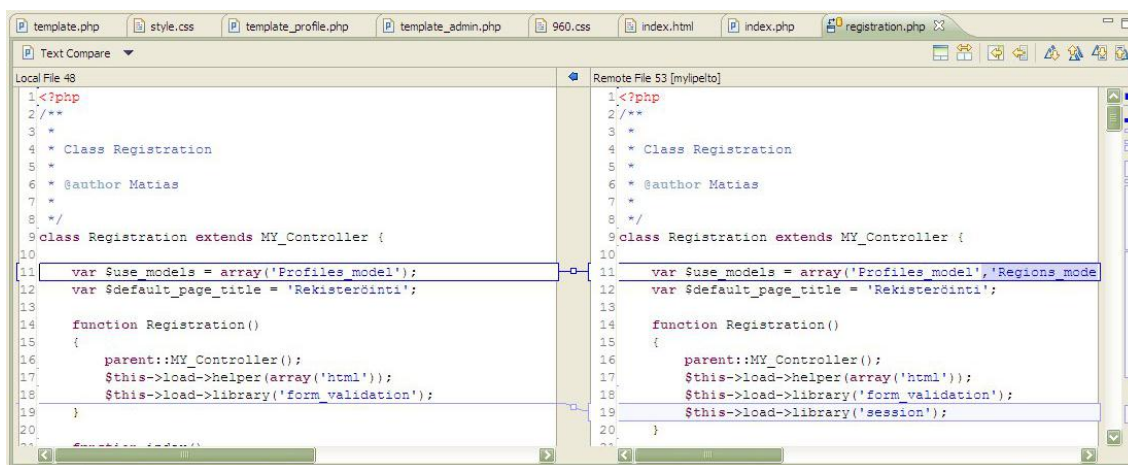 template.php style.css template_profile.php template_admin.php 960.css index.html index.php registration.php
Text Compare
Local File 48
1 <?php
2 /**
3 *
4 * Class Registration
5 *
6 * @author Matias
7 *
8 */
9 class Registration extends MY_Controller {
10
11 var $use_models = array('Profiles_model');
12 var $default_page_title = 'Rekisteröinti';
13
14 function Registration()
15 {
16 parent::MY_Controller();
17 $this->load->helper(array('html'));
18 $this->load->library('form_validation');
19 }
20
Remote File 53 [mylipelto]
1 <?php
2 /**
3 *
4 * Class Registration
5 *
6 * @author Matias
7 *
8 */
9 class Registration extends MY_Controller {
10
11 var $use_models = array('Profiles_model','Regions_mode
12 var $default_page_title = 'Rekisteröinti';
13
14 function Registration()
15 {
16 parent::MY_Controller();
17 $this->load->helper(array('html'));
18 $this->load->library('form_validation');
19 $this->load->library('session');
20 }